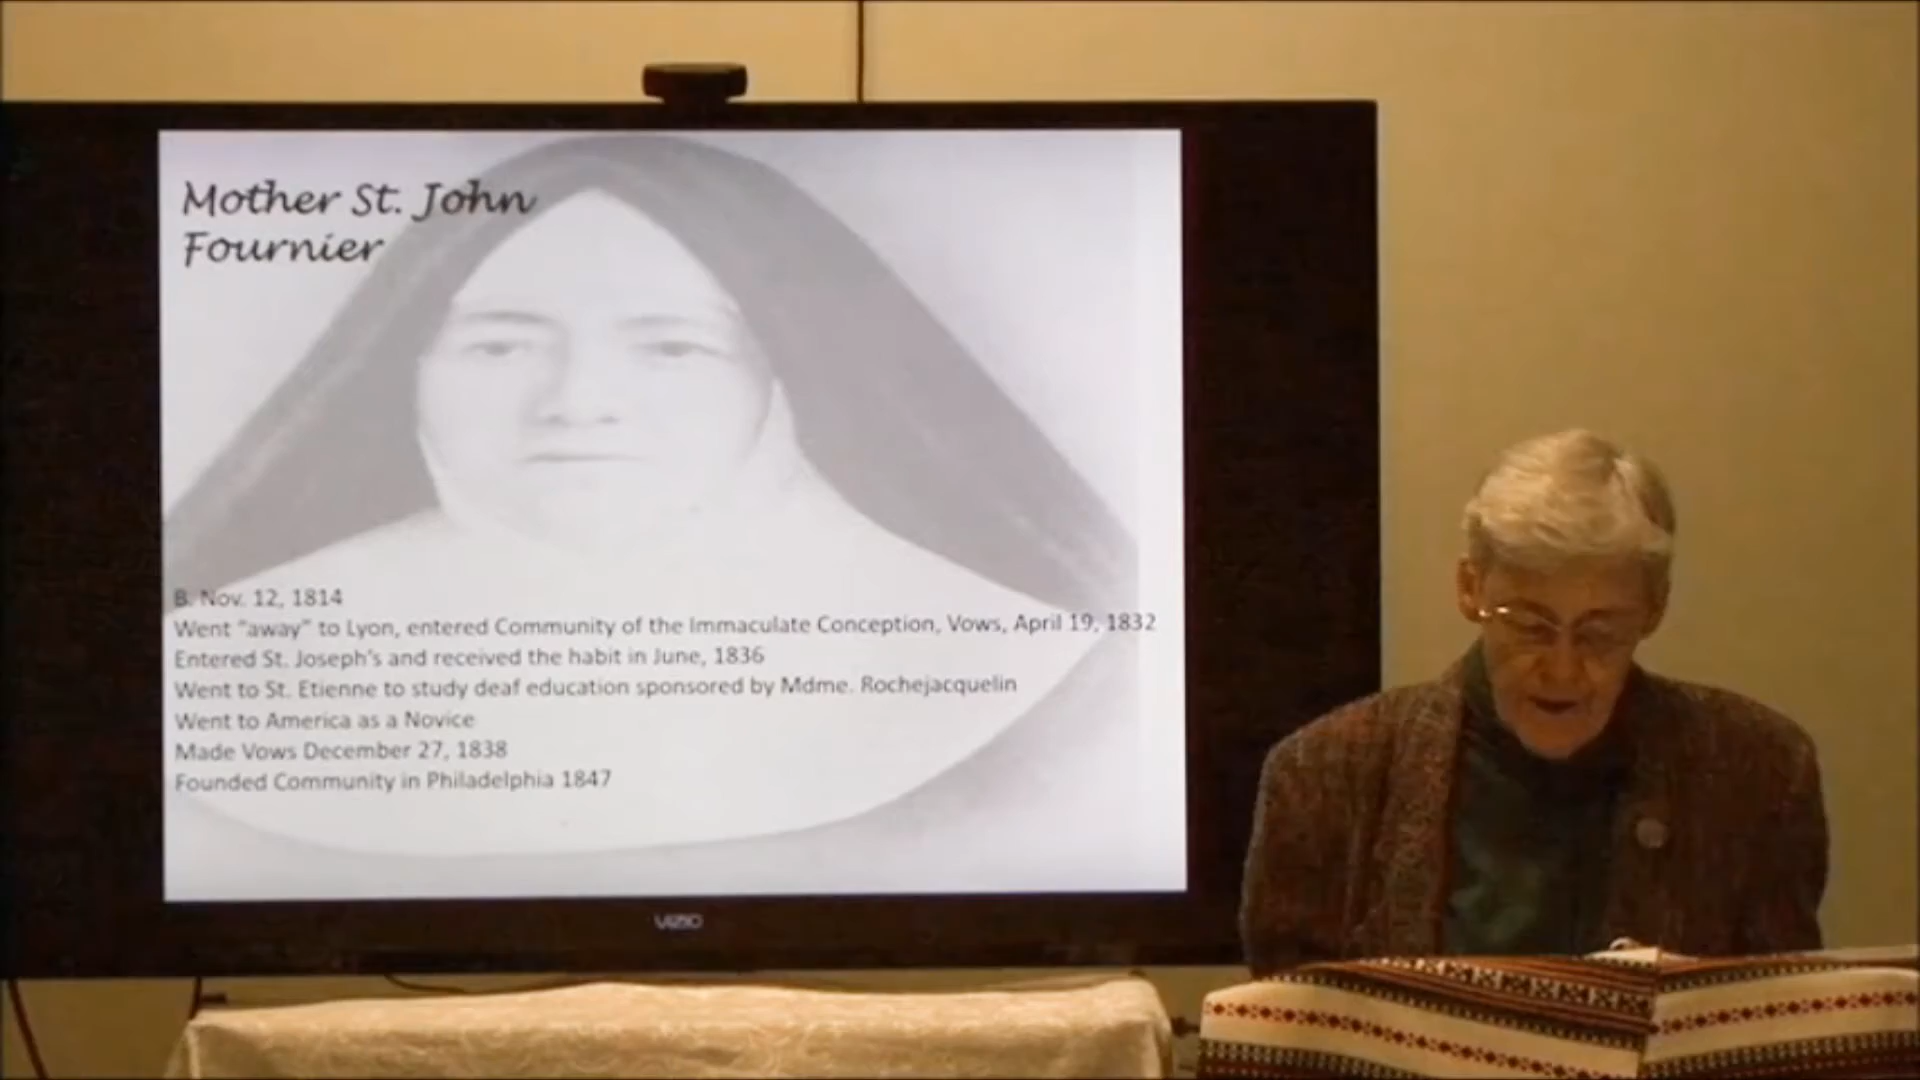 Mother St. John
Fournier
B. Nov. 12, 1814
Went "away" to Lyon, entered Community of the Immaculate Conception, Vows, April 19, 1832
Entered St. Joseph's and received the habit in June, 1836
Went to St. Etienne to study deaf education sponsored by Mdme. Rochejacquelin
Went to America as a Novice
Made Vows December 27, 1838
Founded Community in Philadelphia 1847
VIZIO